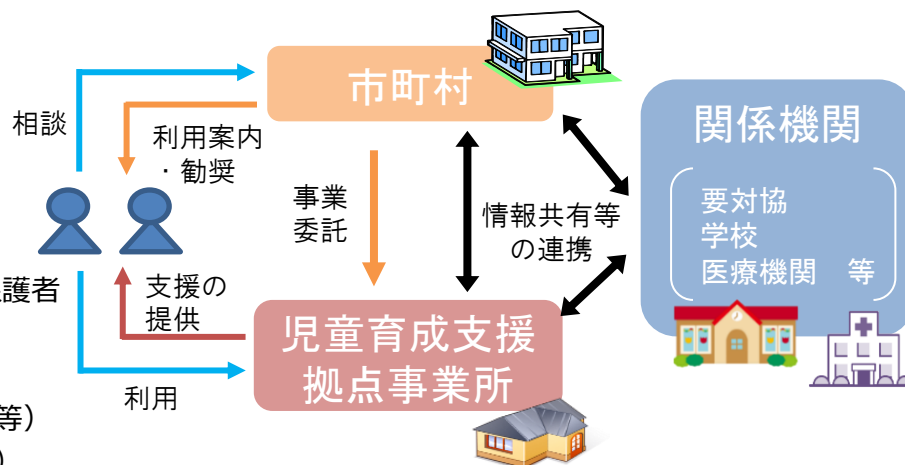 市町村
相談
利用案内
・勧奨
事業
委託
情報共有等
の連携
関係機関
要対協
学校
医療機関 等
護者
支援の
提供
児童育成支援
拠点事業所
利用
等）